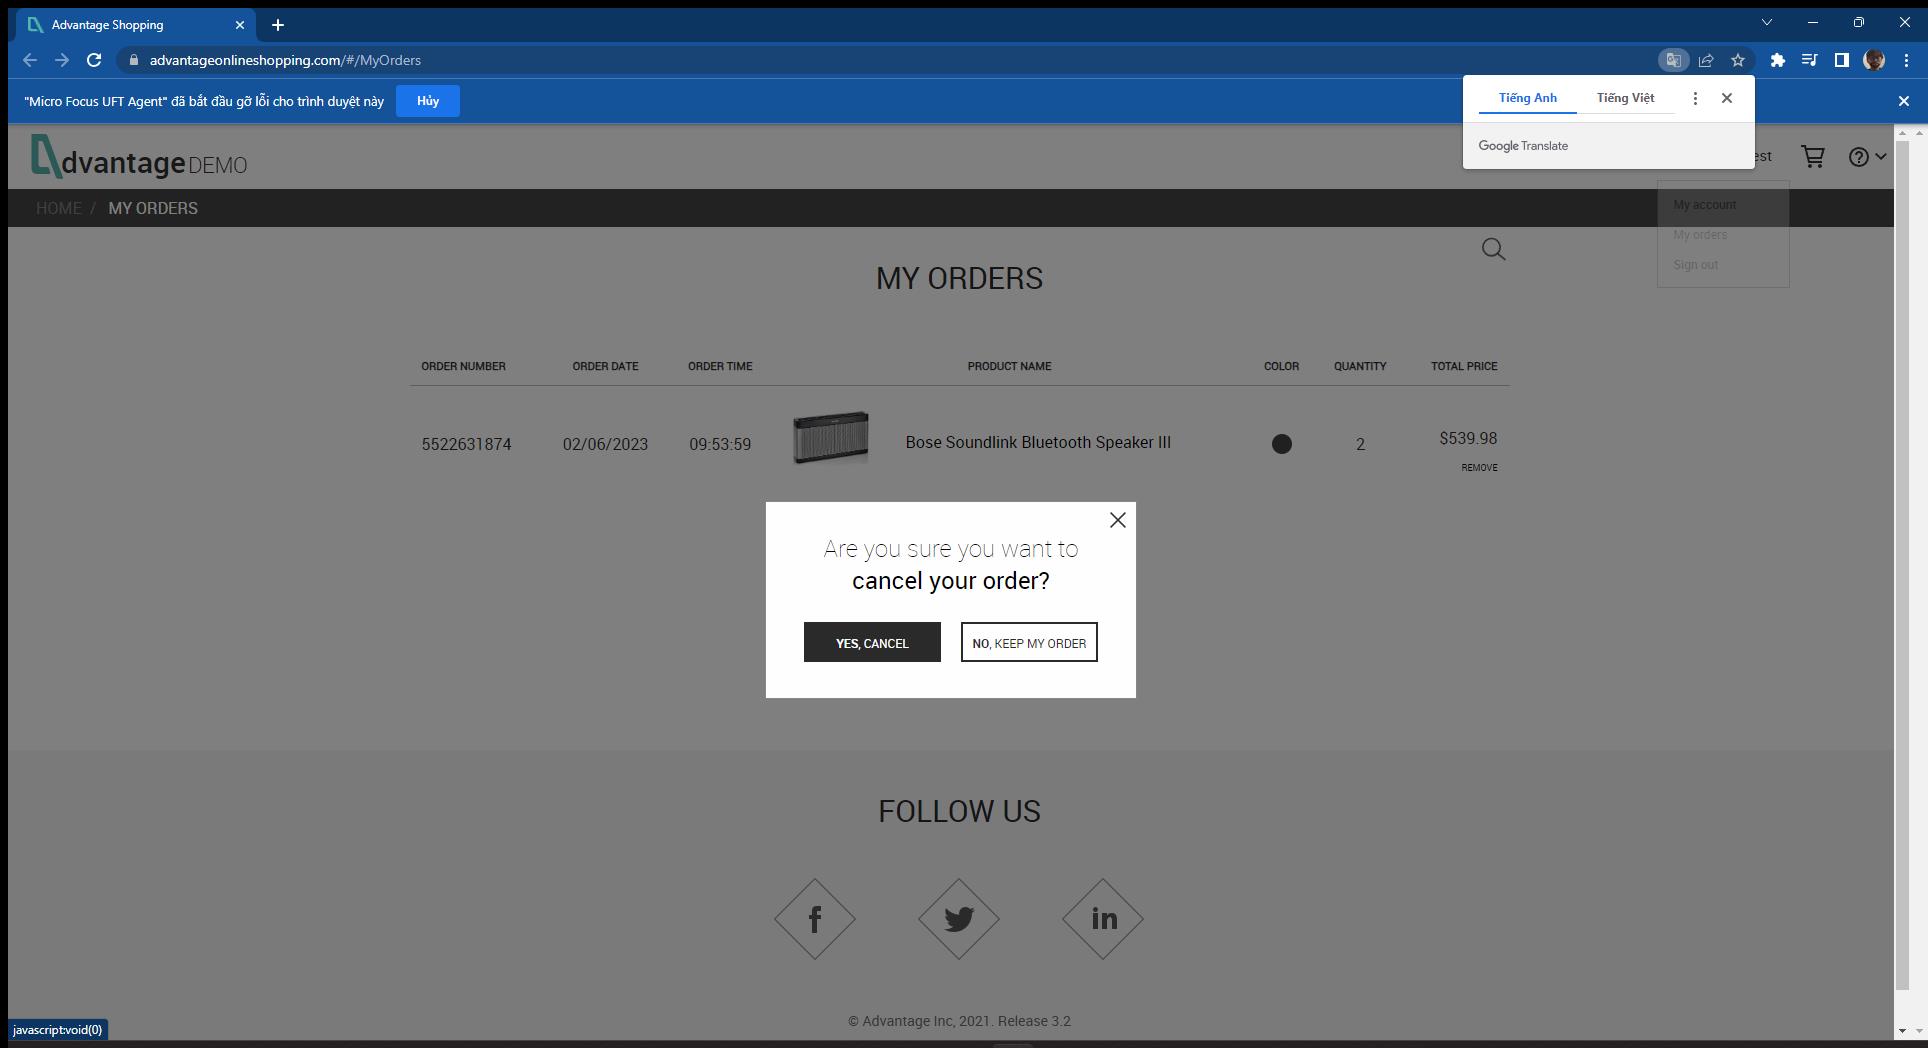 Advantage Shopping
advantageonlineshopping.com/#/MyOrders
"Micro Focus UFT Agent" đã bắt đầu gỡ lỗi cho trình duyệt này
Hủy
Tiếng Anh
Tiếng Việt
Google Translate
dvantage DEMO
est
HOME / MY ORDERS
My account
My orders
Sign out
MY ORDERS
ORDER NUMBER ORDER DATE ORDER TIME PRODUCT NAME COLOR QUANTITY TOTAL PRICE
5522631874 02/06/2023 09:53:59 Bose Soundlink Bluetooth Speaker III 2 $539.98
REMOVE
Are you sure you want to
cancel your order?
YES, CANCEL
NO, KEEP MY ORDER
FOLLOW US
f
in
© Advantage Inc, 2021. Release 3.2
javascript:void(0)